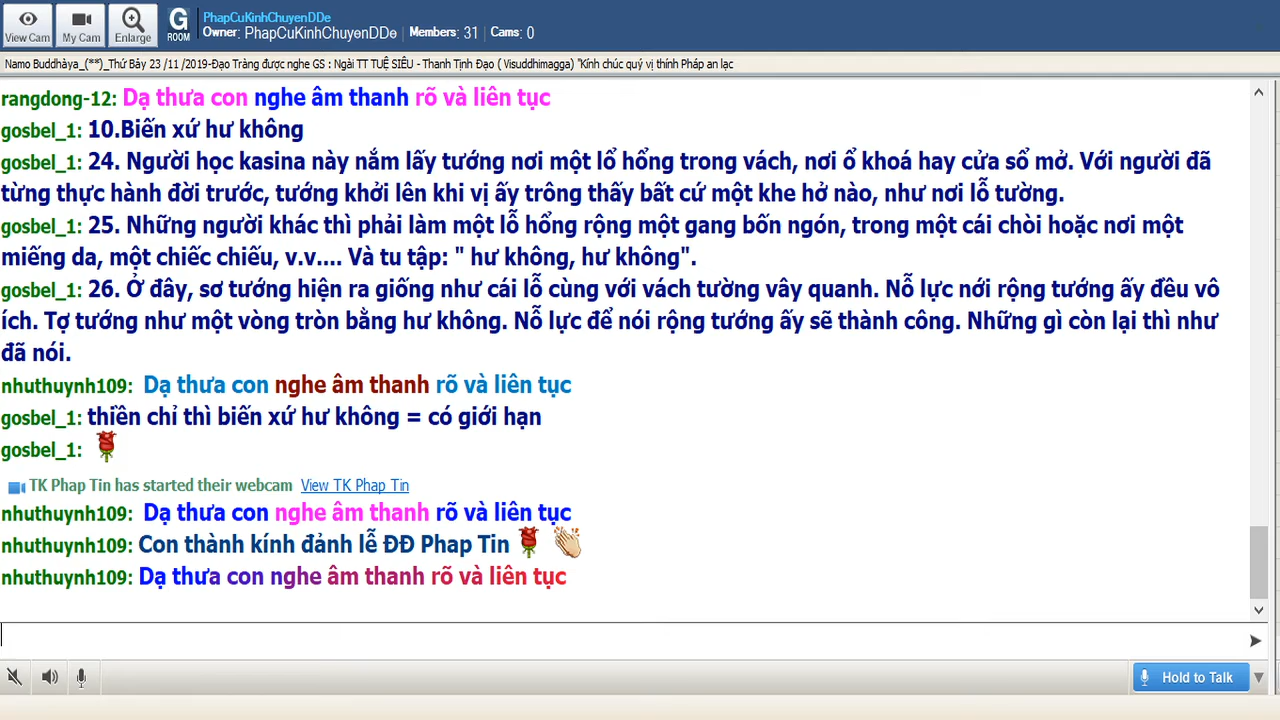 View Cam
My Cam
Enlarge
G
ROOM
PhapCuKinhChuyenDDe
Owner: PhapCuKinhChuyenDDe | Members: 31 | Cams: 0
Namo Buddhàya_(**)_Thứ Bảy 23 /11 /2019-Đạo Tràng được nghe GS : Ngài TT TUỆ SIÊU - Thanh Tịnh Đạo ( Visuddhimagga) "Kính chúc quý vị thính Pháp an lạc
rangdong-12: Dạ thưa con nghe âm thanh rõ và liên tục
gosbel_1: 10.Biến xứ hư không
gosbel_1: 24. Người học kasina này nắm lấy tướng nơi một lổ hổng trong vách, nơi ổ khoá hay cửa sổ mở. Với người đã
từng thực hành đời trước, tướng khởi lên khi vị ấy trông thấy bất cứ một khe hở nào, như nơi lỗ tường.
gosbel_1: 25. Những người khác thì phải làm một lỗ hổng rộng một gang bốn ngón, trong một cái chòi hoặc nơi một
miếng da, một chiếc chiếu, v.v.... Và tu tập: " hư không, hư không".
gosbel_1: 26. Ở đây, sơ tướng hiện ra giống như cái lỗ cùng với vách tường vây quanh. Nỗ lực nới rộng tướng ấy đều vô
ích. Tợ tướng như một vòng tròn bằng hư không. Nỗ lực để nói rộng tướng ấy sẽ thành công. Những gì còn lại thì như
đã nói.
nhuthuynh109: Dạ thưa con nghe âm thanh rõ và liên tục
gosbel_1: thiền chỉ thì biến xứ hư không = có giới hạn
gosbel_1:
TK Phap Tin has started their webcam View TK Phap Tin
nhuthuynh109: Dạ thưa con nghe âm thanh rõ và liên tục
nhuthuynh109: Con thành kính đảnh lễ ĐĐ Phap Tin
nhuthuynh109: Dạ thưa con nghe âm thanh rõ và liên tục
Hold to Talk